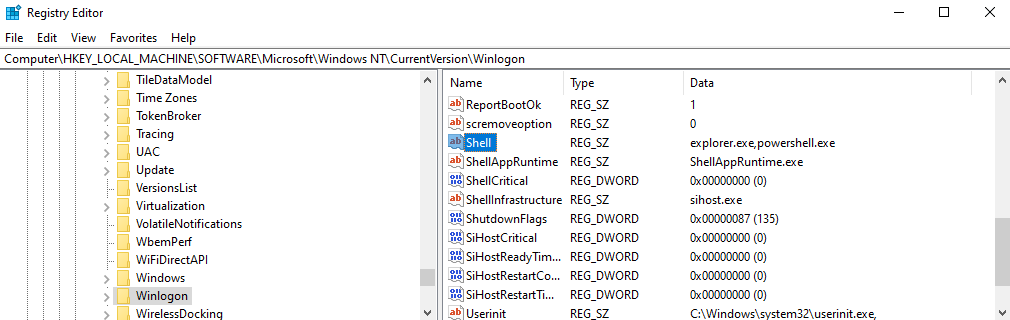 Registry Editor
File Edit View Favorites Help
Computer\HKEY_LOCAL_MACHINE\SOFTWARE\Microsoft\Windows NT\CurrentVersion\Winlogon
TileDataModel
Time Zones
TokenBroker
Tracing
UAC
Update
VersionsList
Virtualization
VolatileNotifications
WbemPerf
WiFiDirectAPI
Windows
Winlogon
WirelessDocking
Name Type Data
ReportBootOk REG_SZ 1
scremoveoption REG_SZ 0
Shell REG_SZ explorer.exe,powershell.exe
ShellAppRuntime REG_SZ ShellAppRuntime.exe
ShellCritical REG_DWORD 0x00000000 (0)
ShellInfrastructure REG_SZ sihost.exe
ShutdownFlags REG_DWORD 0x00000087 (135)
SiHostCritical REG_DWORD 0x00000000 (0)
SiHostReadyTim... REG_DWORD 0x00000000 (0)
SiHostRestartCo... REG_DWORD 0x00000000 (0)
SiHostRestartTi... REG_DWORD 0x00000000 (0)
Userinit REG_SZ C:\Windows\system32\userinit.exe,